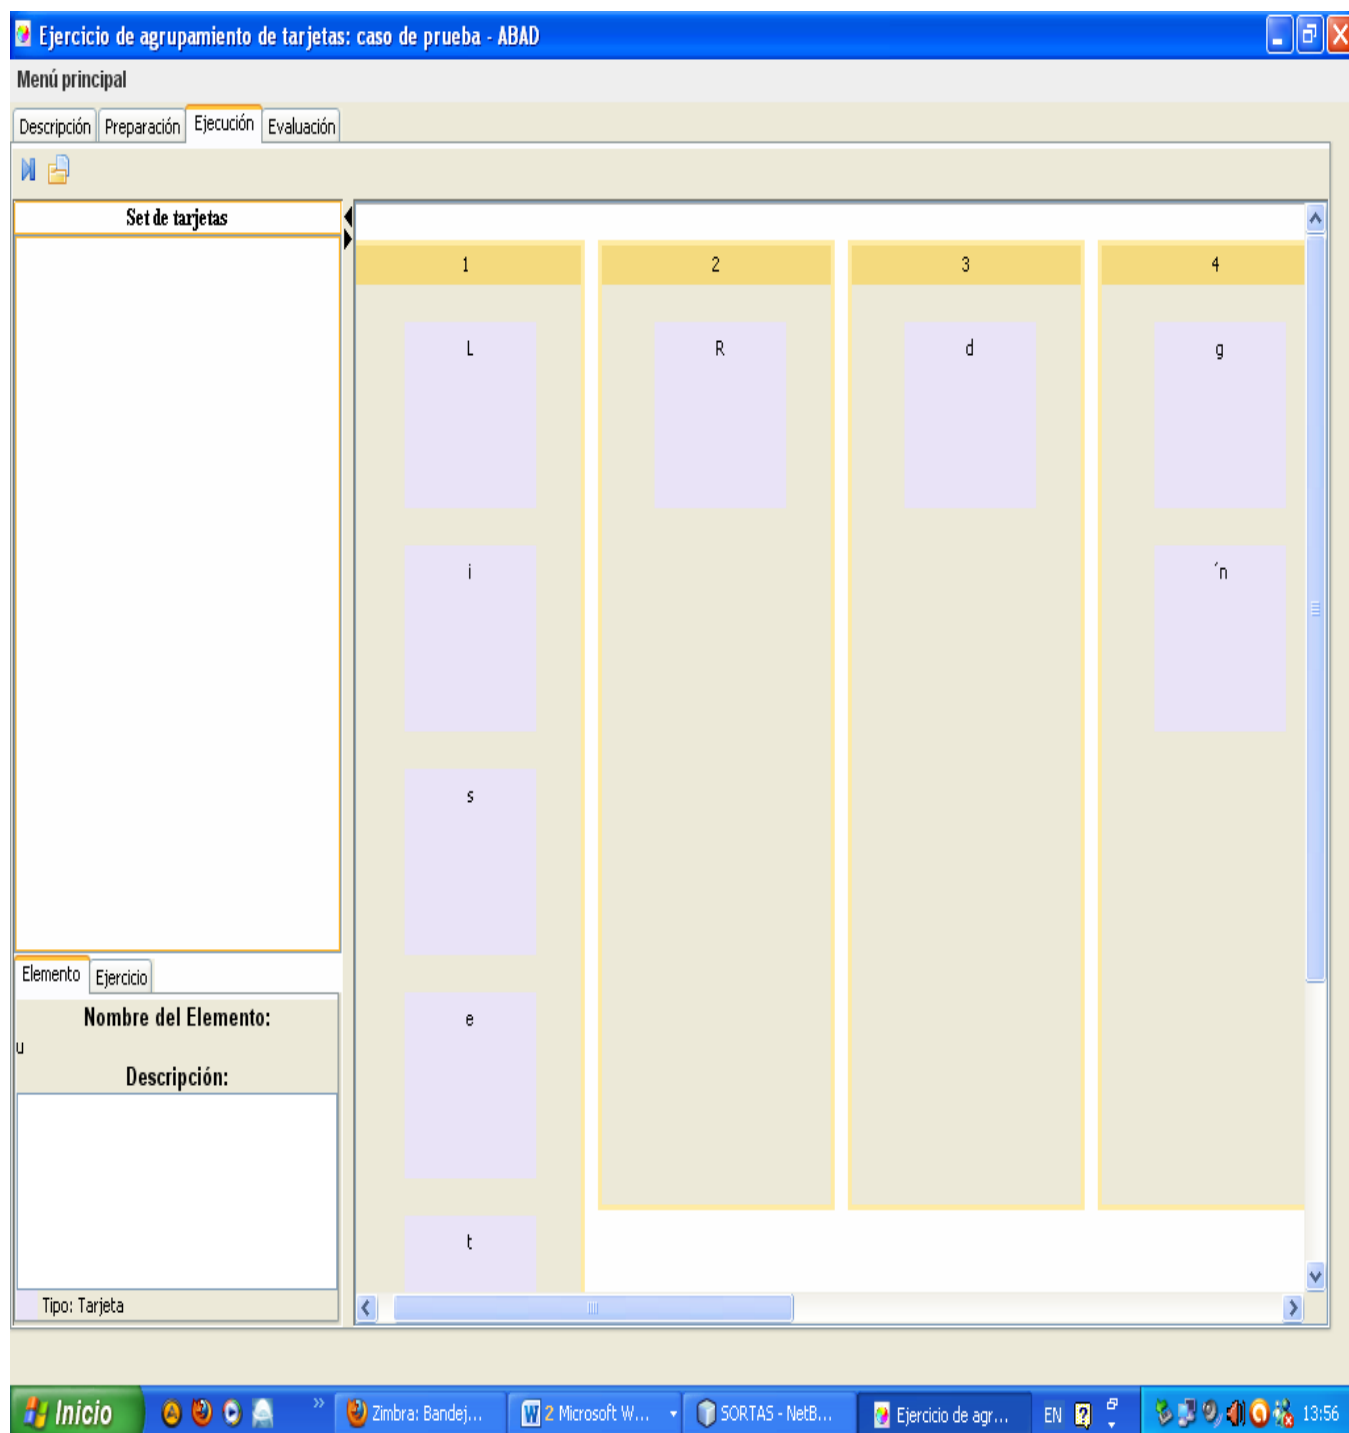 Ejercicio de agrupamiento de tarjetas: caso de prueba - ABAD
Menú principal
Descripción Preparación Ejecución Evaluación
Set de tarjetas
1 2 3 4
L R d g
i ´n
s
e
t
Elemento Ejercicio
Nombre del Elemento:
u
Descripción:
Tipo: Tarjeta
Inicio » Zimbra: Bandej... 2 Microsoft W... SORTAS - NetB... Ejercicio de agr... EN 13:56